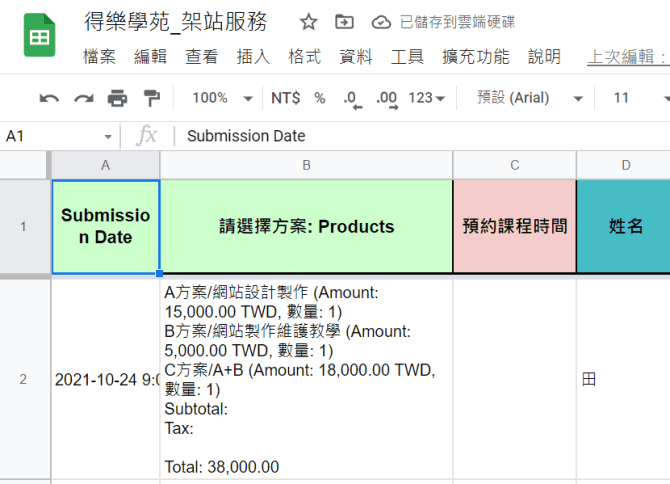 得樂學苑_架站服務
已儲存到雲端硬碟
檔案 編輯 查看 插入 格式 資料 工具 擴充功能 說明 上次編輯：
100% NT$ % .0 .00 123 預設 (Arial) 11
A1 fx Submission Date
A B C D
1
Submissio
n Date
請選擇方案: Products
預約課程時間
姓名
2
2021-10-24 9:0
A方案/網站設計製作 (Amount:
15,000.00 TWD, 數量: 1)
B方案/網站製作維護教學 (Amount:
5,000.00 TWD, 數量: 1)
C方案/A+B (Amount: 18,000.00 TWD,
數量: 1)
Subtotal:
Tax:
Total: 38,000.00
田